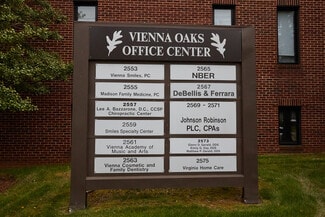 VIENNA OAKS
OFFICE CENTER
2553
Vienna Smiles, PC
2555
Madison Family Medicine, PC
2557
Leo A. Bozzacone, D.C., CCSP
Chiropractic Center
2559
Smiles Specialty Center
2561
Vienna Academy of
Music and Arts
2563
Vienna Cosmetic and
Family Dentistry
2565
NBER
2567
DeBellis & Ferrara
2569 - 2571
Johnson Robinson
PLC, CPAs
2573
2575
Virginia Home Care